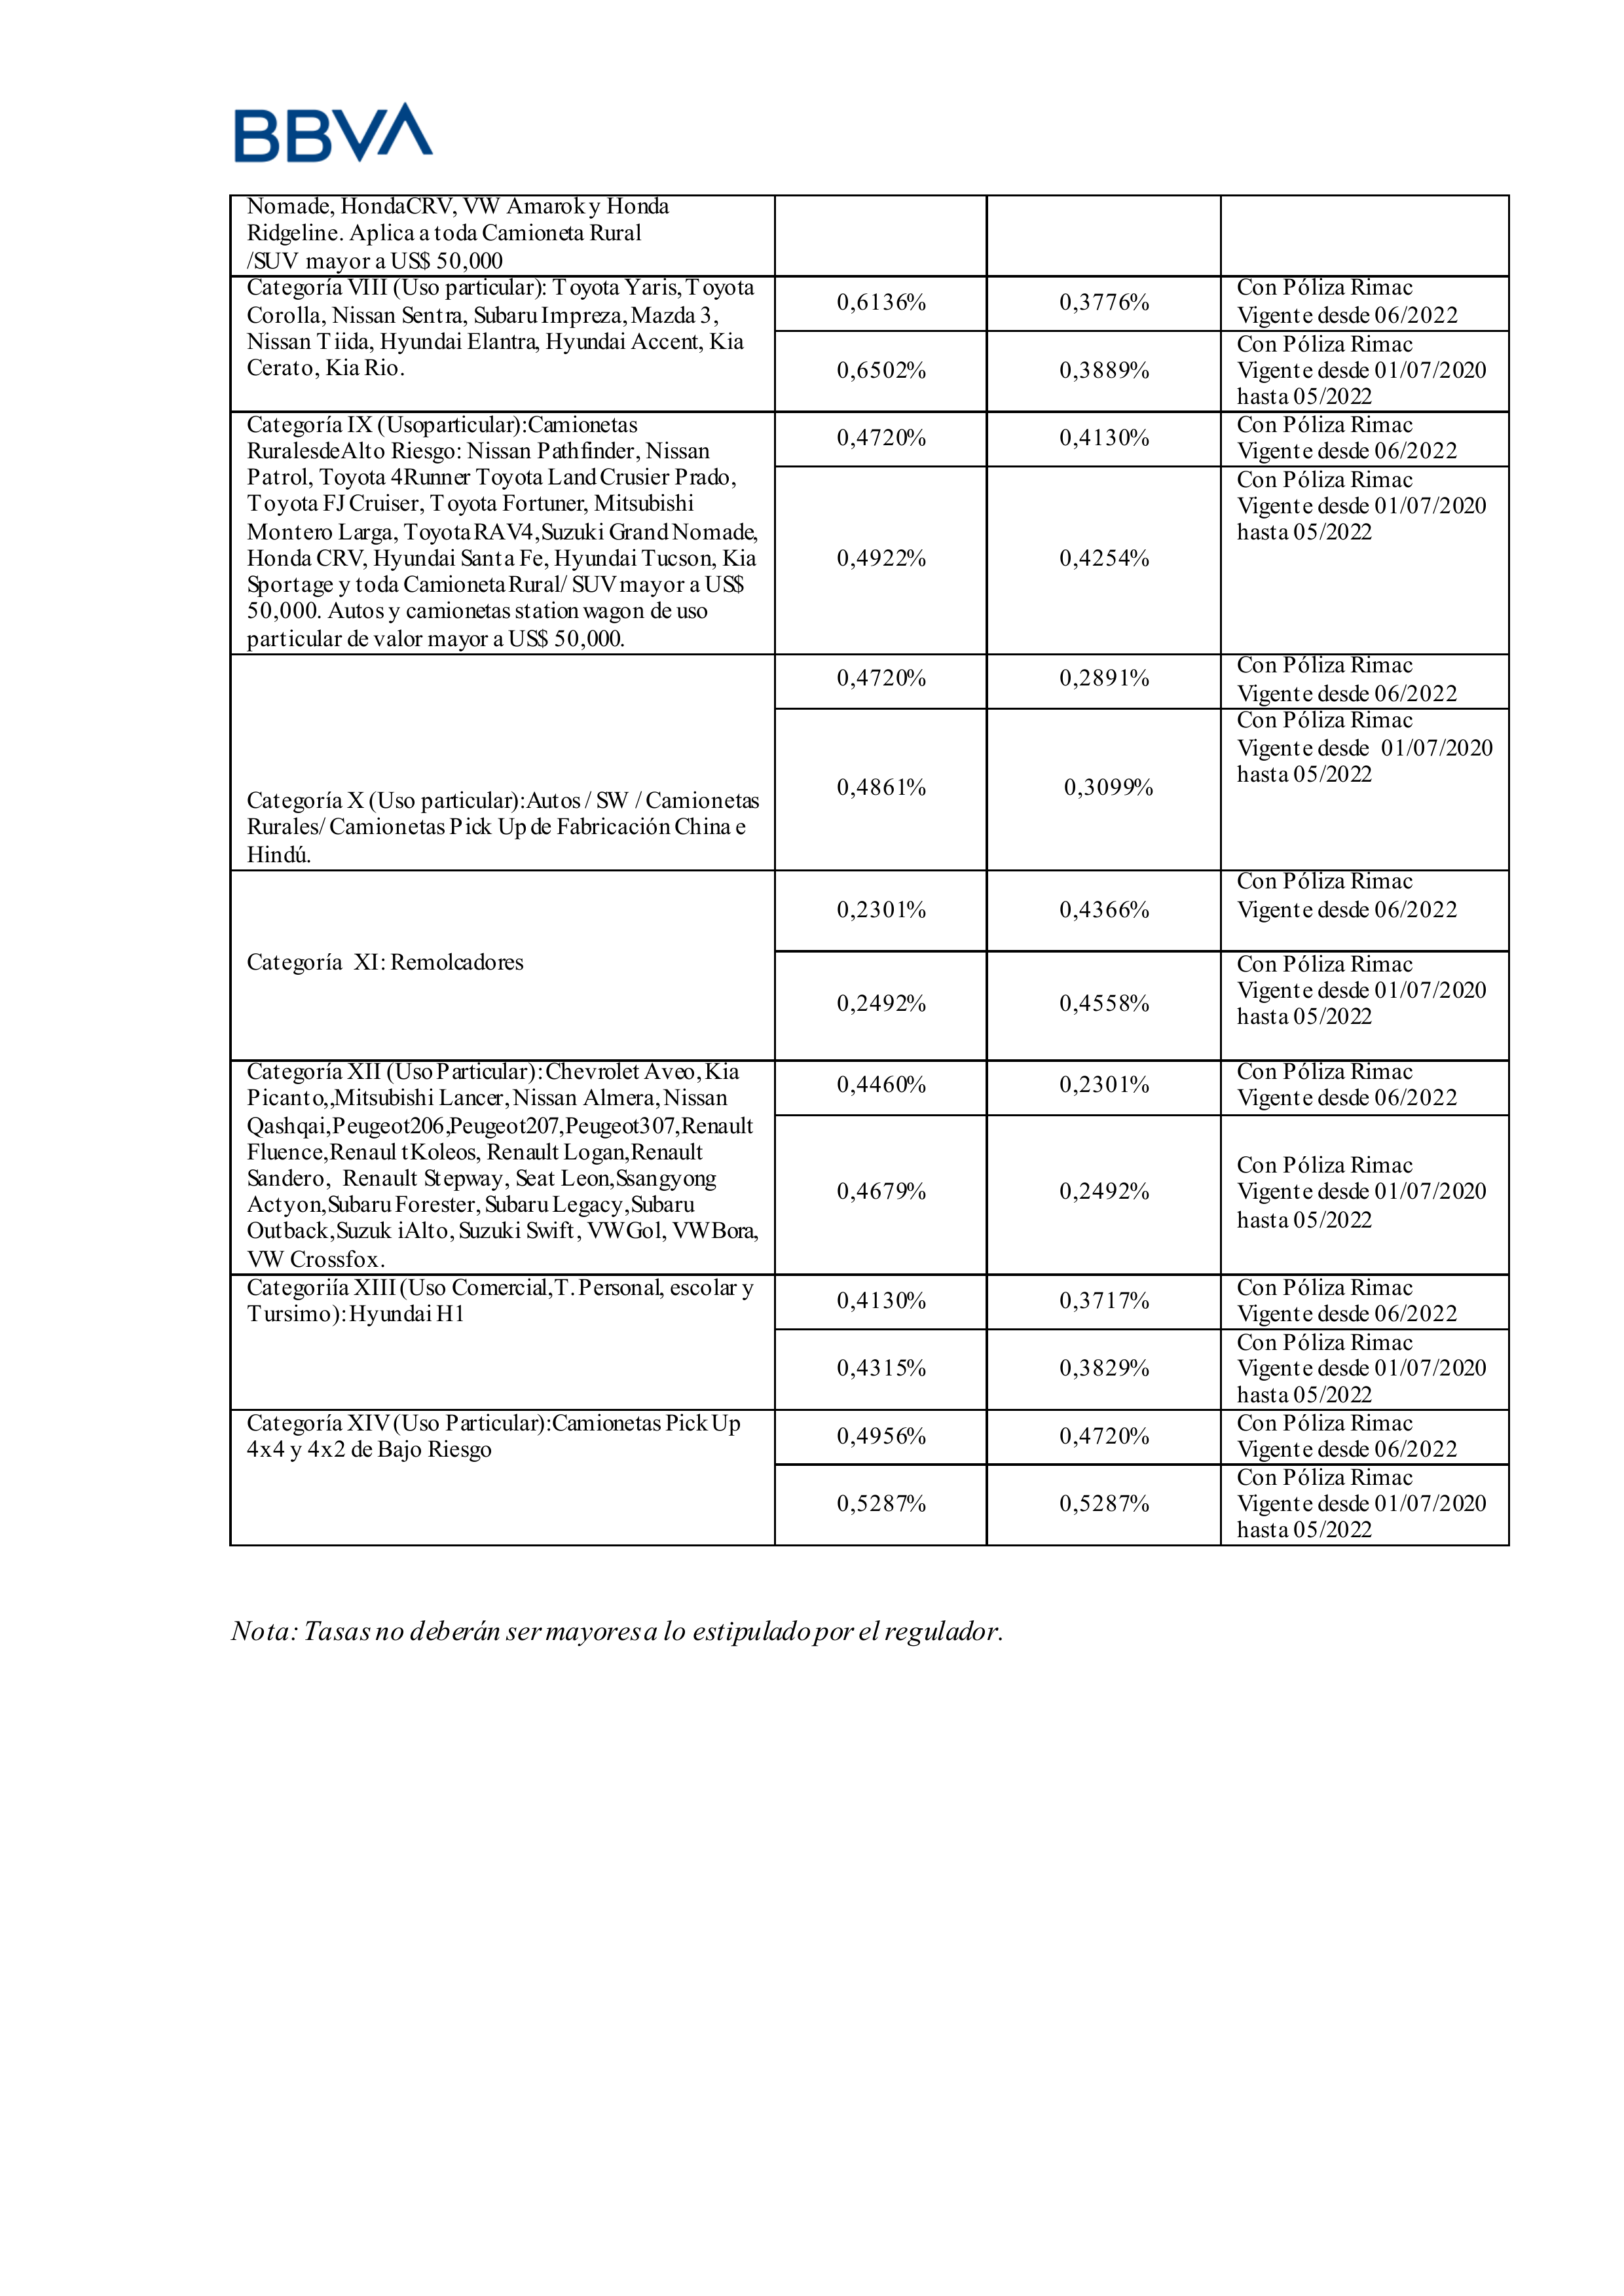 BBVA
Nomade, HondaCRV, VW Amarok y Honda
Ridgeline. Aplica a toda Camioneta Rural
/SUV mayor a US$ 50,000
Categoría VIII (Uso particular): Toyota Yaris, Toyota
Corolla, Nissan Sentra, Subaru Impreza, Mazda 3,
Nissan Tiida, Hyundai Elantra, Hyundai Accent, Kia
Cerato, Kia Rio.
0,6136%
0,3776%
Con Póliza Rimac
Vigente desde 06/2022
0,6502%
0,3889%
Con Póliza Rimac
Vigente desde 01/07/2020
hasta 05/2022
Categoría IX (Usoparticular):Camionetas
RuralesdeAlto Riesgo: Nissan Pathfinder, Nissan
Patrol, Toyota 4Runner Toyota Land Crusier Prado,
Toyota FJ Cruiser, Toyota Fortuner, Mitsubishi
Montero Larga, Toyota RAV4,Suzuki Grand Nomade,
Honda CRV, Hyundai Santa Fe, Hyundai Tucson, Kia
Sportage y toda Camioneta Rural/ SUV mayor a US$
50,000. Autos y camionetas station wagon de uso
particular de valor mayor a US$ 50,000.
0,4720%
0,4130%
Con Póliza Rimac
Vigente desde 06/2022
0,4922%
0,4254%
Con Póliza Rimac
Vigente desde 01/07/2020
hasta 05/2022
Categoría X (Uso particular):Autos / SW / Camionetas
Rurales/ Camionetas Pick Up de Fabricación China e
Hindú.
0,4720%
0,2891%
Con Póliza Rimac
Vigente desde 06/2022
0,4861%
0,3099%
Con Póliza Rimac
Vigente desde 01/07/2020
hasta 05/2022
Categoría XI: Remolcadores
0,2301%
0,4366%
Con Póliza Rimac
Vigente desde 06/2022
0,2492%
0,4558%
Con Póliza Rimac
Vigente desde 01/07/2020
hasta 05/2022
Categoría XII (Uso Particular):Chevrolet Aveo, Kia
Picanto,,Mitsubishi Lancer, Nissan Almera, Nissan
Qashqai,Peugeot206,Peugeot207,Peugeot307,Renault
Fluence,Renaul tKoleos, Renault Logan,Renault
Sandero, Renault Stepway, Seat Leon,Ssangyong
Actyon,Subaru Forester, Subaru Legacy,Subaru
Outback,Suzuk iAlto, Suzuki Swift, VWGol, VWBora,
VW Crossfox.
0,4460%
0,2301%
Con Póliza Rimac
Vigente desde 06/2022
0,4679%
0,2492%
Con Póliza Rimac
Vigente desde 01/07/2020
hasta 05/2022
Categoriía XIII (Uso Comercial,T. Personal, escolar y
Tursimo):Hyundai H1
0,4130%
0,3717%
Con Póliza Rimac
Vigente desde 06/2022
0,4315%
0,3829%
Con Póliza Rimac
Vigente desde 01/07/2020
hasta 05/2022
Categoría XIV (Uso Particular):Camionetas Pick Up
4x4 y 4x2 de Bajo Riesgo
0,4956%
0,4720%
Con Póliza Rimac
Vigente desde 06/2022
0,5287%
0,5287%
Con Póliza Rimac
Vigente desde 01/07/2020
hasta 05/2022
Nota: Tasas no deberán ser mayores a lo estipulado por el regulador.